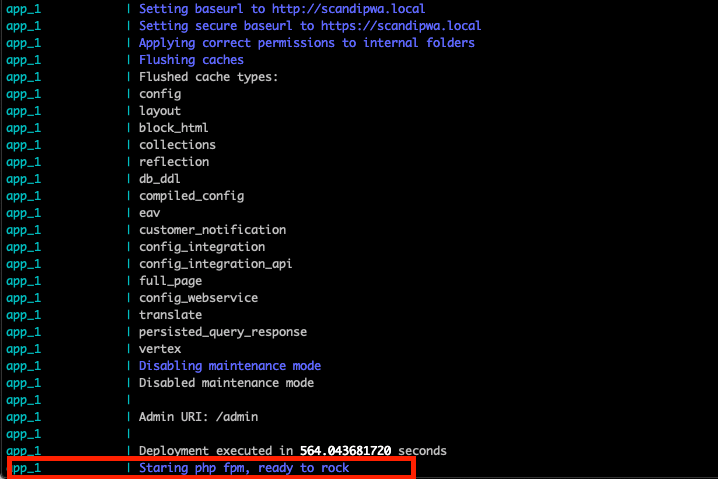 app_1 | Setting baseurl to http://scandipwa.local
app_1 | Setting secure baseurl to https://scandipwa.local
app_1 | Applying correct permissions to internal folders
app_1 | Flushing caches
app_1 | Flushed cache types:
app_1 | config
app_1 | layout
app_1 | block_html
app_1 | collections
app_1 | reflection
app_1 | db_ddl
app_1 | compiled_config
app_1 | eav
app_1 | customer_notification
app_1 | config_integration
app_1 | config_integration_api
app_1 | full_page
app_1 | config_webservice
app_1 | translate
app_1 | persisted_query_response
app_1 | vertex
app_1 | Disabling maintenance mode
app_1 | Disabled maintenance mode
app_1 |
app_1 | Admin URI: /admin
app_1 |
app_1 | Deployment executed in 564.043681720 seconds
app_1 | Staring php fpm, ready to rock